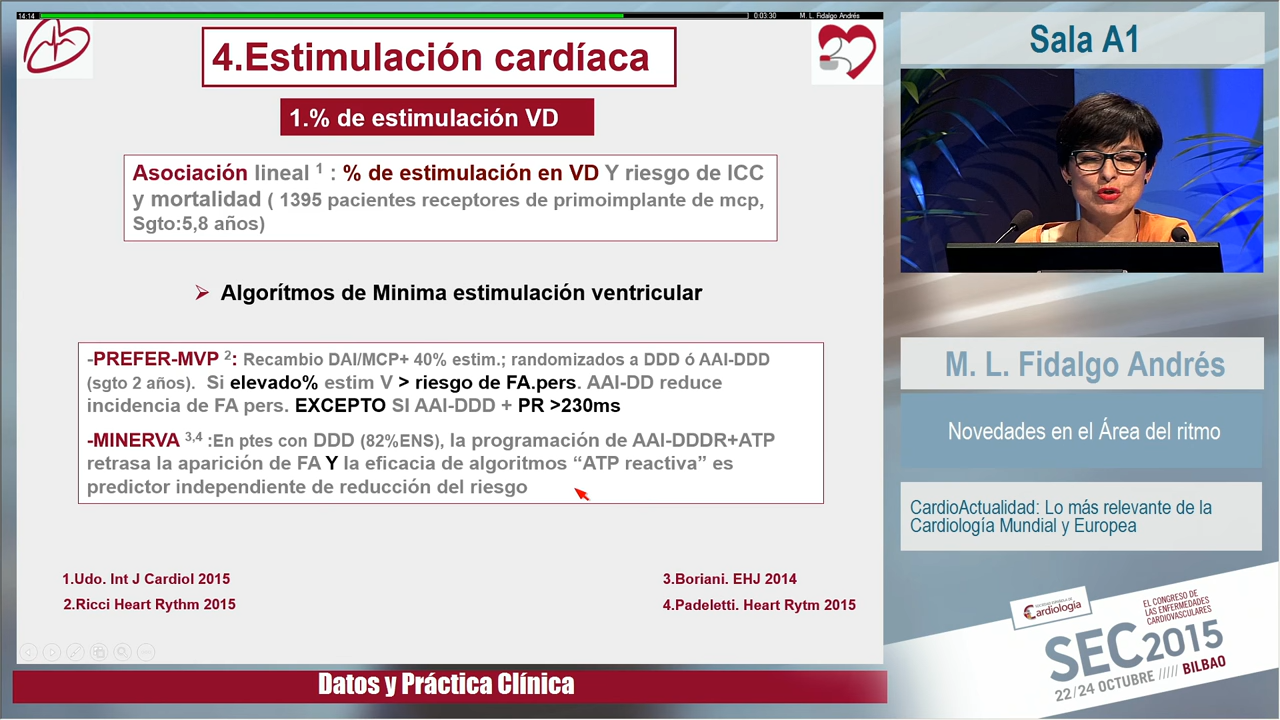 14:14
0:03:30
M. L. Fidalgo Andrés
4.Estimulación cardíaca
1.% de estimulación VD
Asociación lineal 1 : % de estimulación en VD Y riesgo de ICC
y mortalidad ( 1395 pacientes receptores de primoimplante de mcp,
Sgto:5,8 años)
➢ Algorítmos de Minima estimulación ventricular
-PREFER-MVP 2: Recambio DAI/MCP+ 40% estim.; randomizados a DDD ó AAI-DDD
(sgto 2 años). Si elevado% estim V > riesgo de FA.pers. AAI-DD reduce
incidencia de FA pers. EXCEPTO SI AAI-DDD + PR >230ms
-MINERVA 3,4 :En ptes con DDD (82%ENS), la programación de AAI-DDDR+ATP
retrasa la aparición de FA Y la eficacia de algoritmos “ATP reactiva” es
predictor independiente de reducción del riesgo
1.Udo. Int J Cardiol 2015
2.Ricci Heart Rythm 2015
3.Boriani. EHJ 2014
4.Padeletti. Heart Rytm 2015
Datos y Práctica Clínica
Sala A1
M. L. Fidalgo Andrés
Novedades en el Área del ritmo
CardioActualidad: Lo más relevante de la
Cardiología Mundial y Europea
SOCIEDAD ESPAÑOLA DE
Cardiología
EL CONGRESO
DE LAS ENFERMEDADES
CARDIOVASCULARES
SEC2015
22/24 OCTUBRE ///// BILBAO